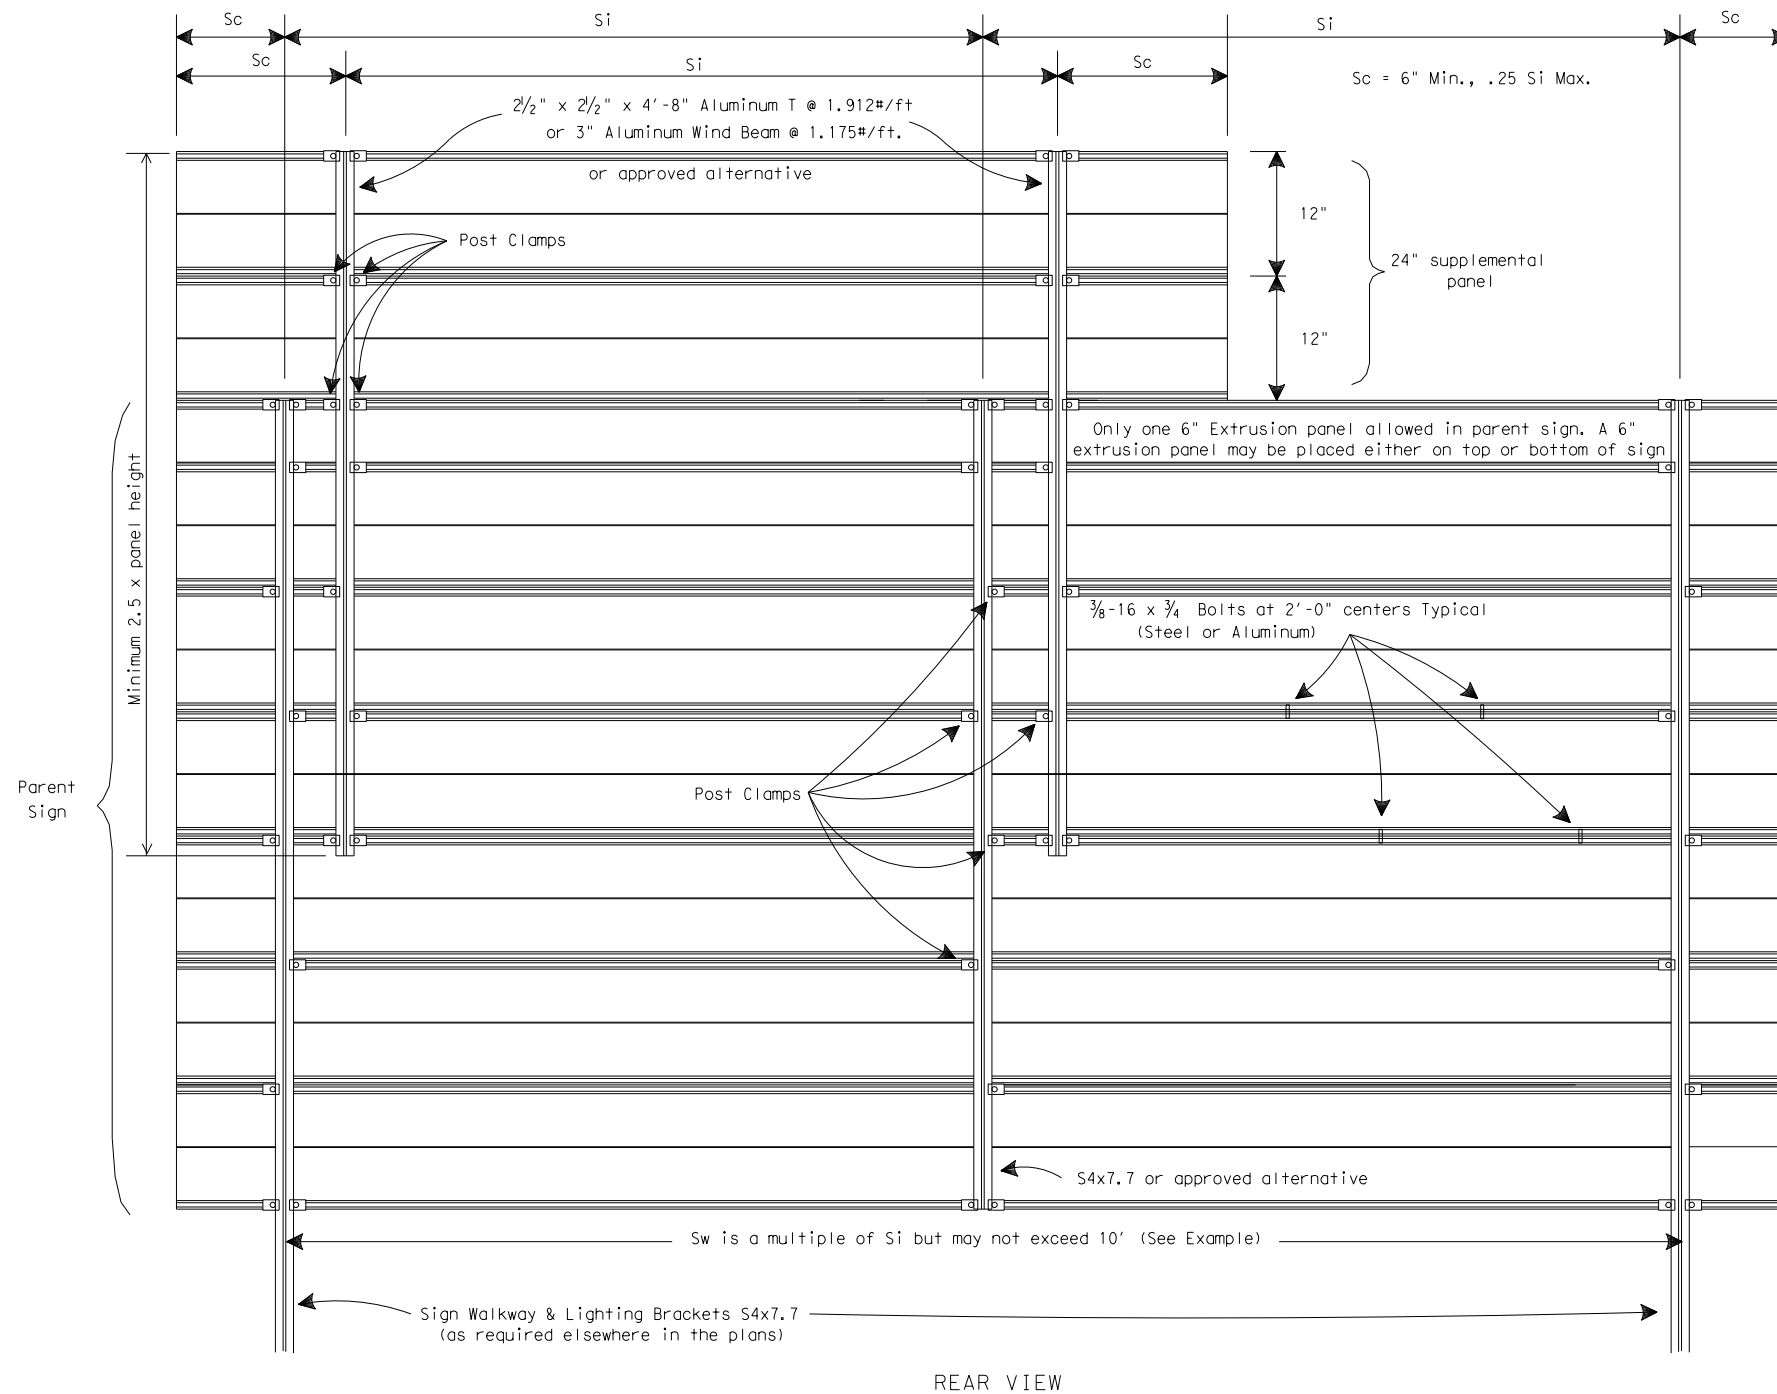 Sc
Si
Si
Sc
Sc
Si
Sc
Sc = 6" Min., .25 Si Max.
2½" x 2½" x 4'-8" Aluminum T @ 1.912#/ft
or 3" Aluminum Wind Beam @ 1.175#/ft.
or approved alternative
12"
Post Clamps
24" supplemental
panel
12"
Only one 6" Extrusion panel allowed in parent sign. A 6"
extrusion panel may be placed either on top or bottom of sign
Minimum 2.5 x panel height
⅜-16 x ¾ Bolts at 2'-0" centers Typical
(Steel or Aluminum)
Parent
Sign
Post Clamps
S4x7.7 or approved alternative
Sw is a multiple of Si but may not exceed 10' (See Example)
Sign Walkway & Lighting Brackets S4x7.7
(as required elsewhere in the plans)
REAR VIEW